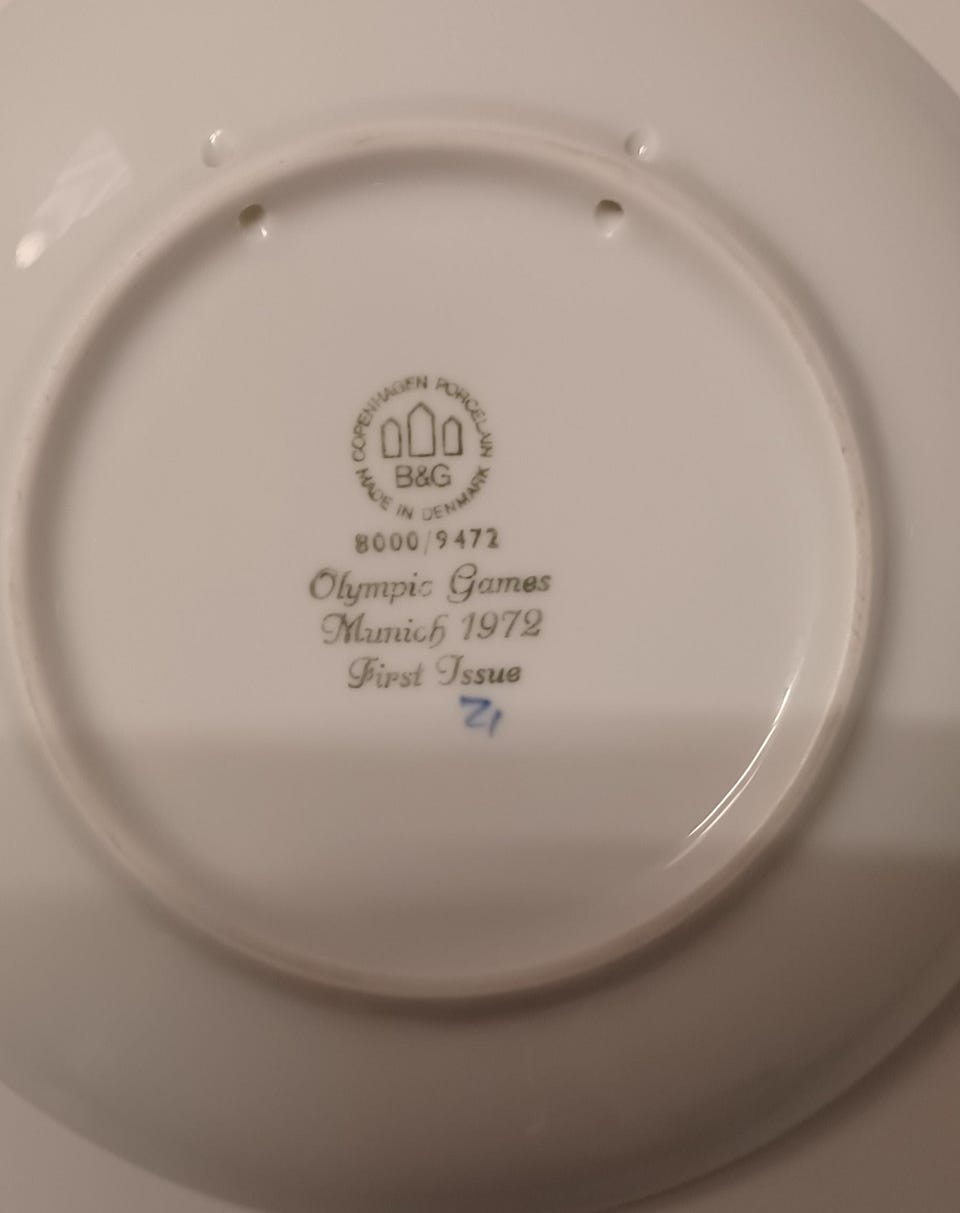 COPENHAGEN PORCELAIN
B&G
MADE IN DENMARK
8000/9472
Olympic Games
Munich 1972
First Issue